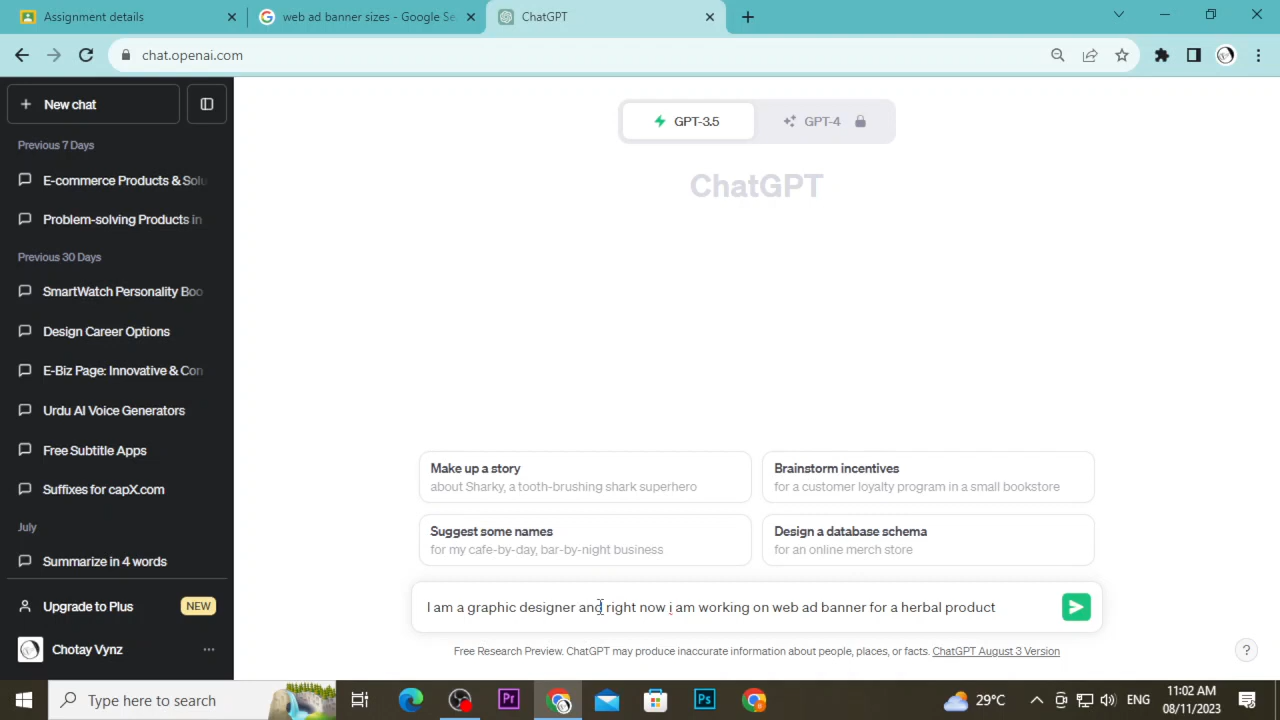 Assignment details
web ad banner sizes - Google Se
ChatGPT
chat.openai.com
New chat
Previous 7 Days
E-commerce Products & Solu
Problem-solving Products in
Previous 30 Days
SmartWatch Personality Boo
Design Career Options
E-Biz Page: Innovative & Con
Urdu AI Voice Generators
Free Subtitle Apps
Suffixes for capX.com
July
Summarize in 4 words
Upgrade to Plus
NEW
Chotay Vynz
GPT-3.5
GPT-4
ChatGPT
Make up a story
about Sharky, a tooth-brushing shark superhero
Brainstorm incentives
for a customer loyalty program in a small bookstore
Suggest some names
for my cafe-by-day, bar-by-night business
Design a database schema
for an online merch store
I am a graphic designer and right now i am working on web ad banner for a herbal product
Free Research Preview. ChatGPT may produce inaccurate information about people, places, or facts. ChatGPT August 3 Version
?
Type here to search
Pr
Ps
29°C
ENG
11:02 AM
08/11/2023